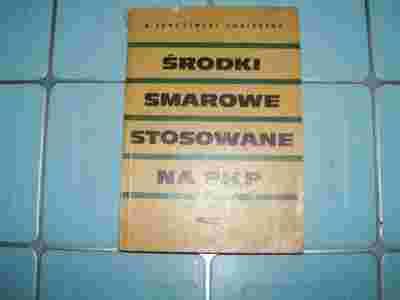 ŚRODKI
SMAROWE
STOSOWANE
NA PKP